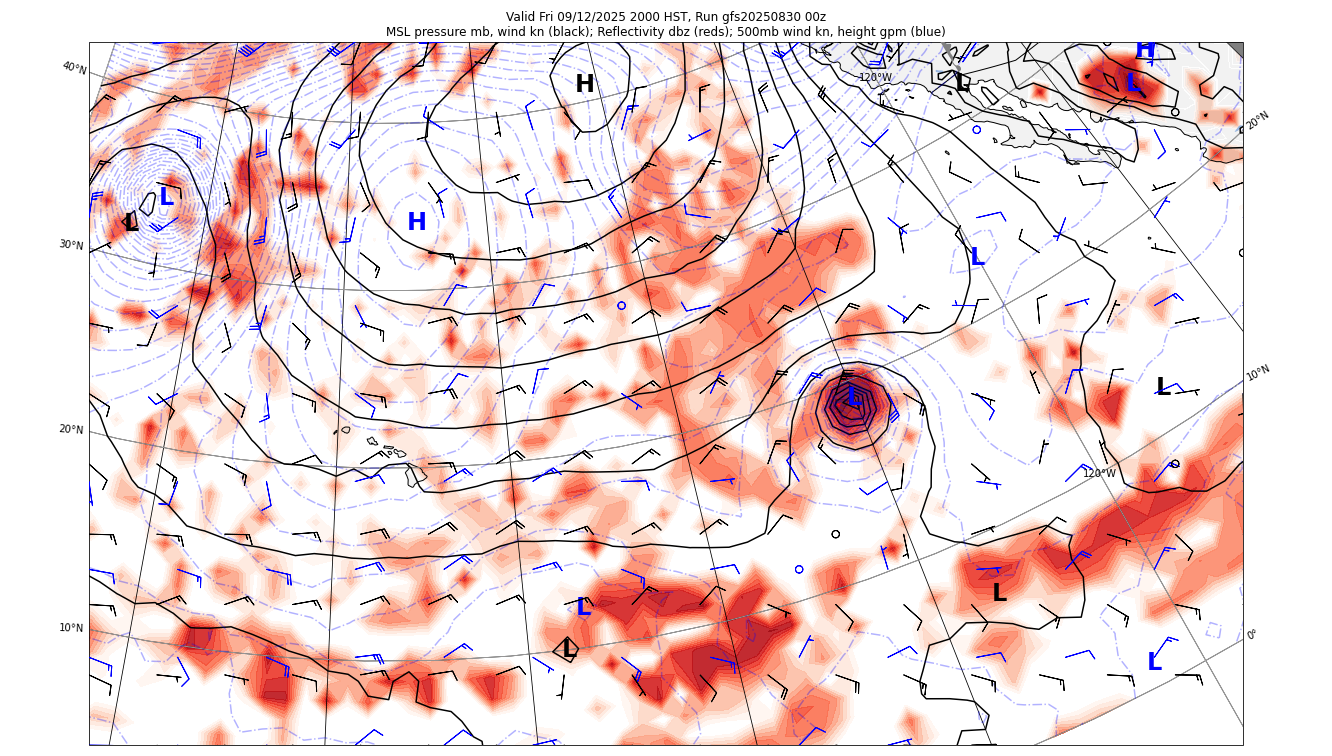 Valid Fri 09/12/2025 2000 HST, Run gfs20250830 00z
MSL pressure mb, wind kn (black); Reflectivity dbz (reds); 500mb wind kn, height gpm (blue)
H
40°N
120°W
H
L
L
20°N
L
L
H
30°N
L
L
10°N
L
20°N
120°W
L
L
10°N
L
0°
L